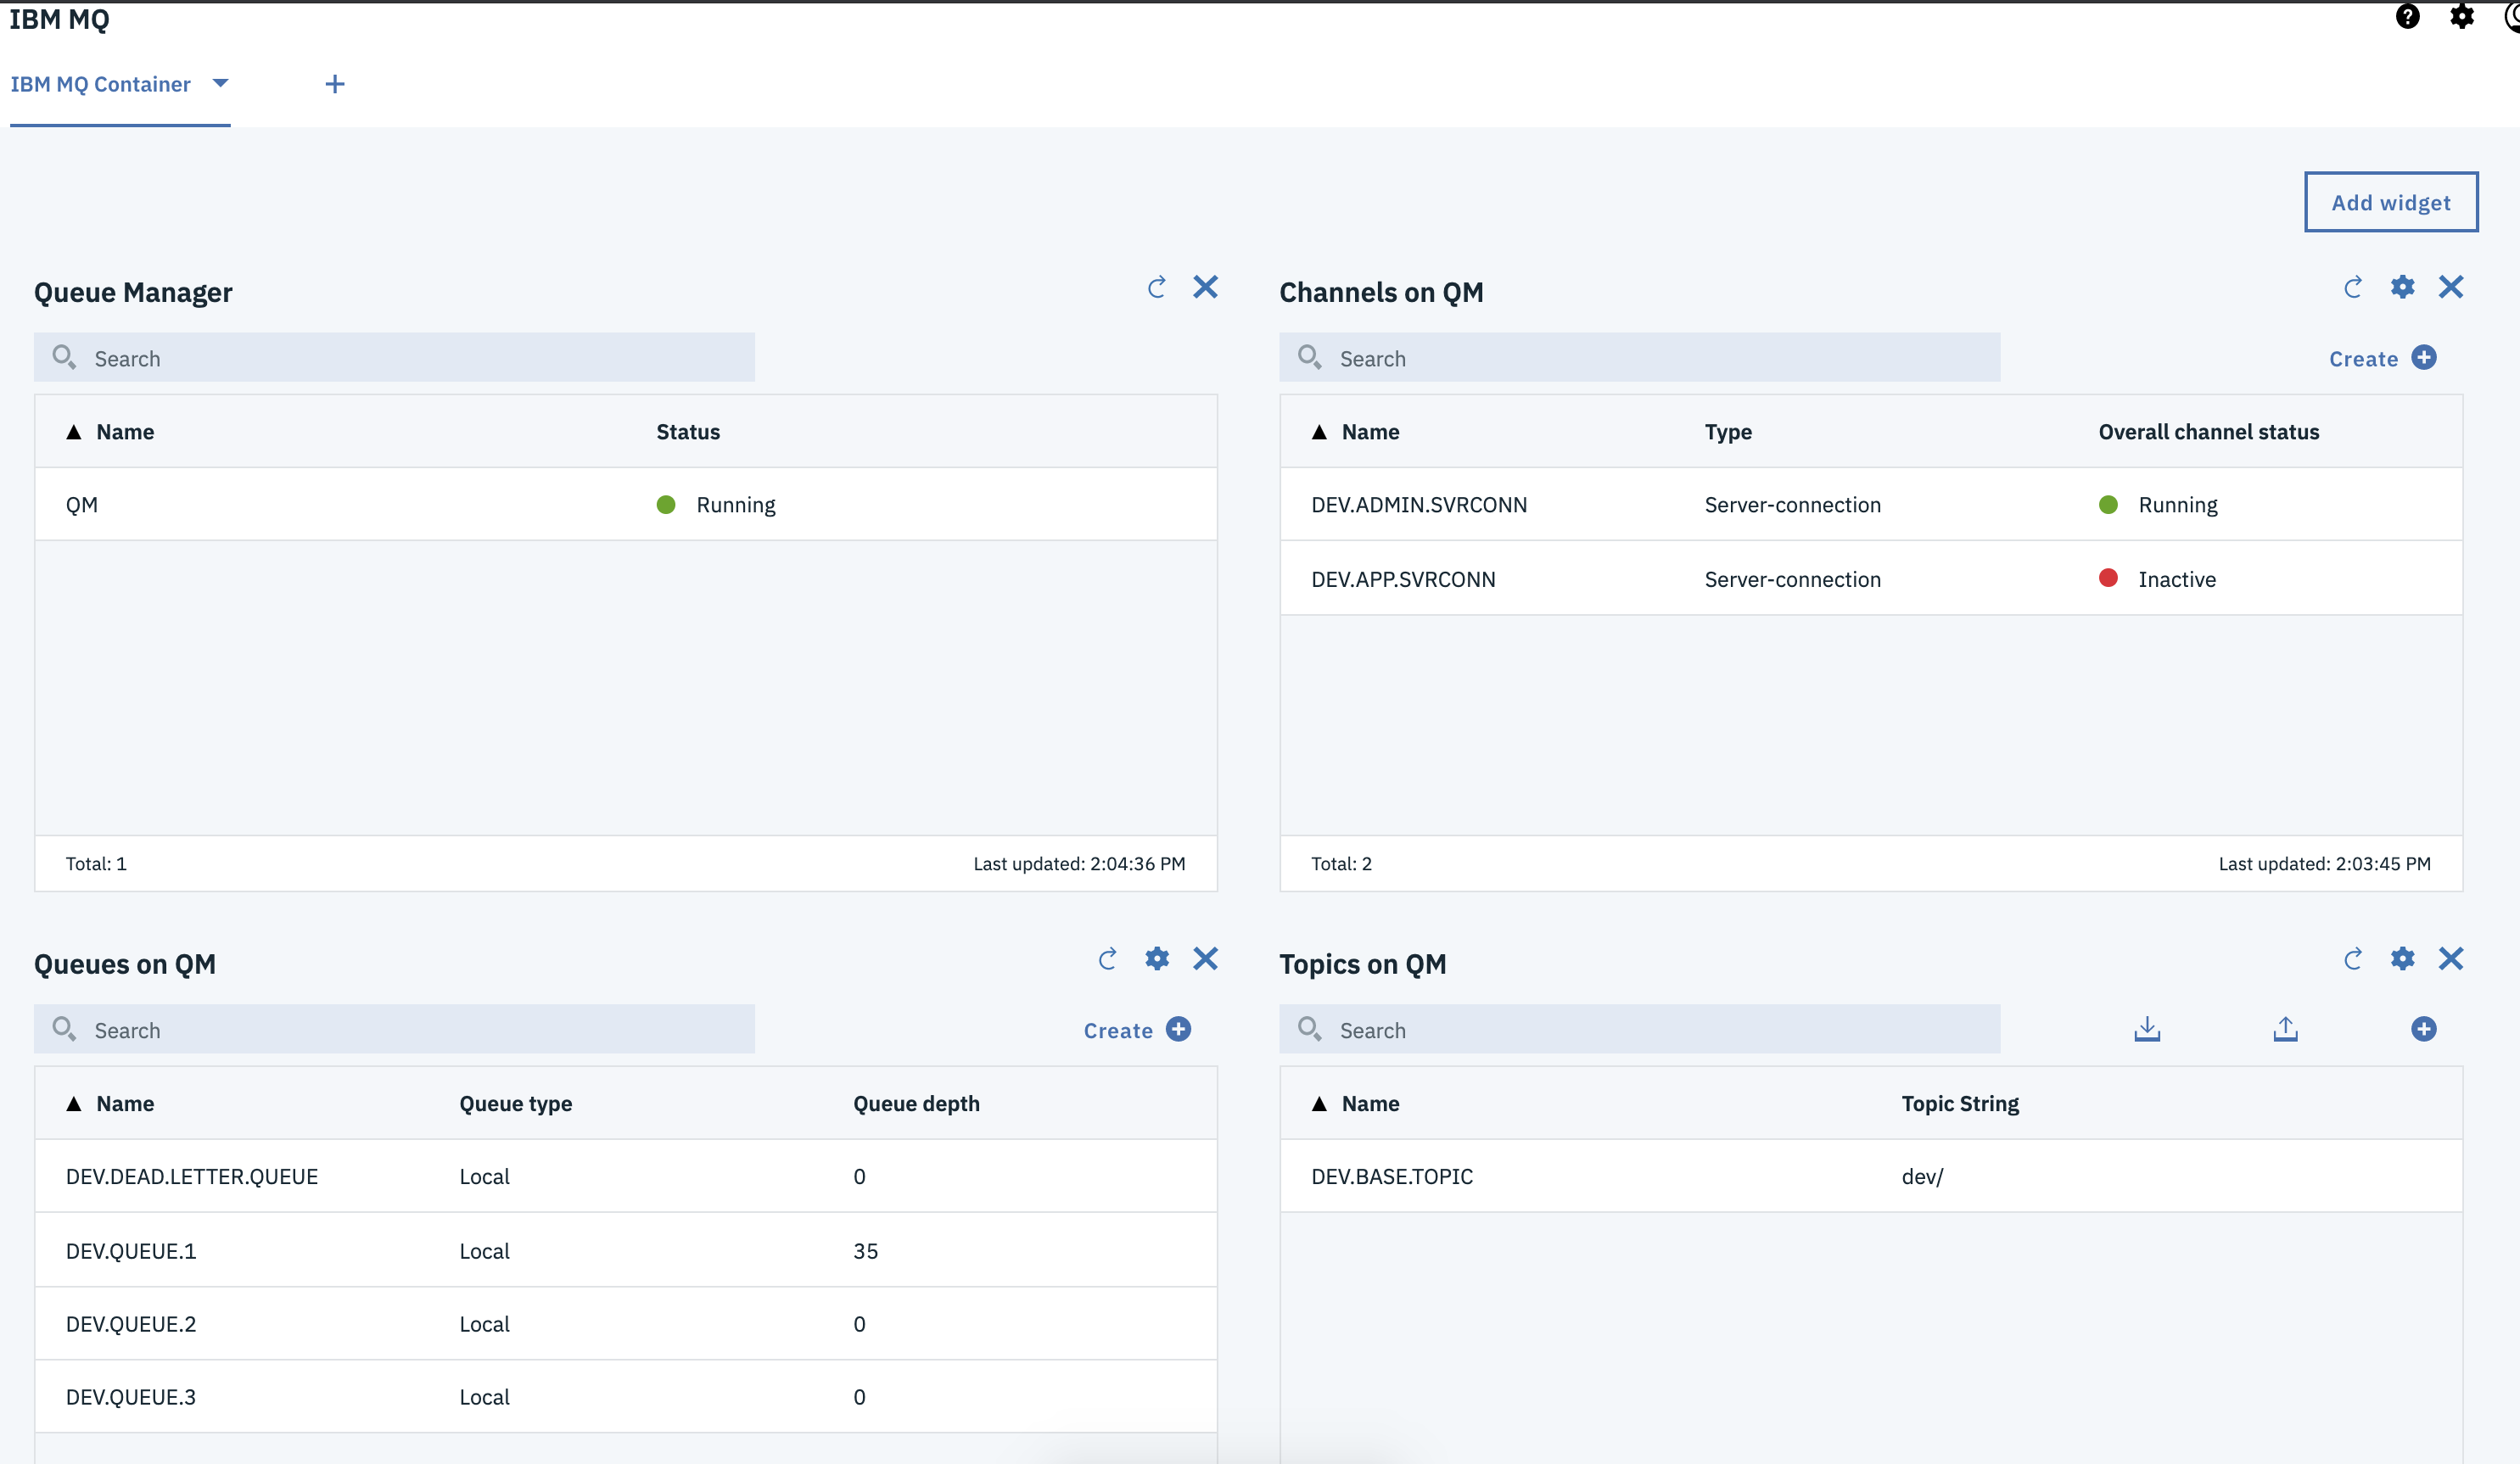 IBM MQ
IBM MQ Container
Add widget
Queue Manager
Search
Name Status
QM Running
Total: 1 Last updated: 2:04:36 PM
Channels on QM
Search Create
Name Type Overall channel status
DEV.ADMIN.SVRCONN Server-connection Running
DEV.APP.SVRCONN Server-connection Inactive
Total: 2 Last updated: 2:03:45 PM
Queues on QM
Search Create
Name Queue type Queue depth
DEV.DEAD.LETTER.QUEUE Local 0
DEV.QUEUE.1 Local 35
DEV.QUEUE.2 Local 0
DEV.QUEUE.3 Local 0
Topics on QM
Search
Name Topic String
DEV.BASE.TOPIC dev/